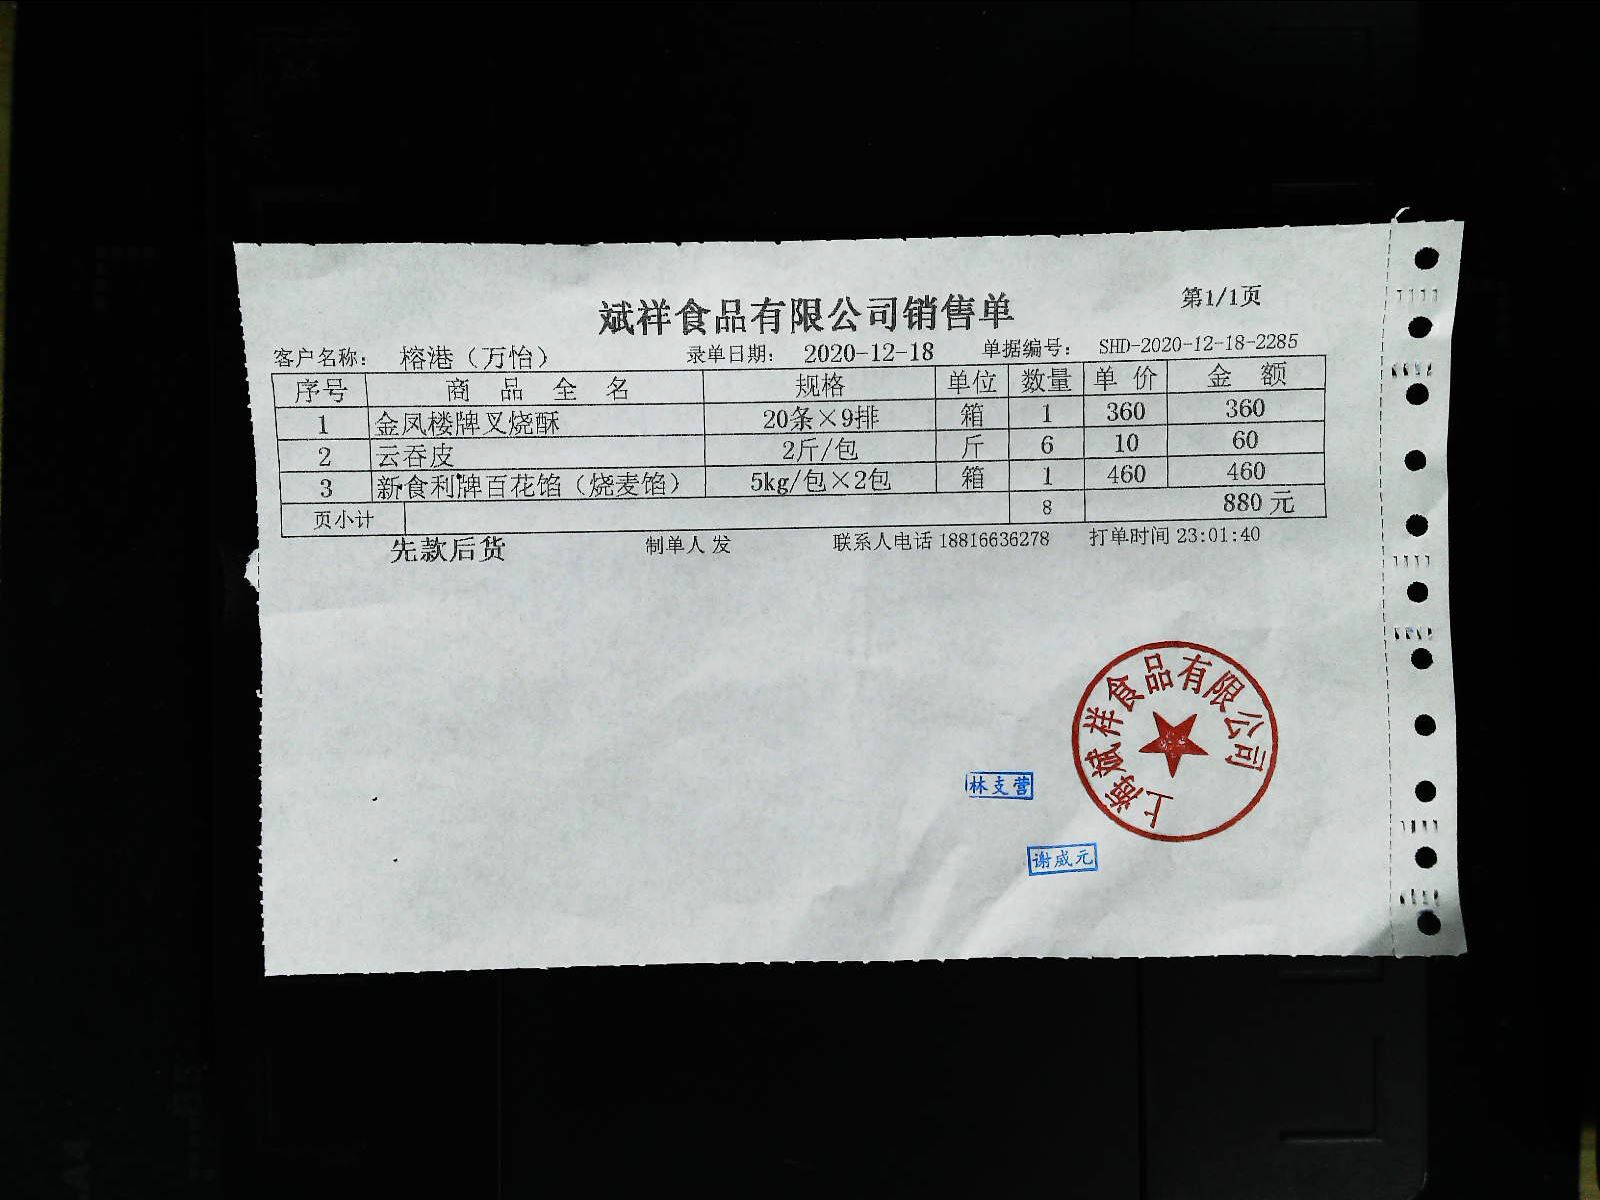 斌祥食品有限公司销售单
第1/1页
客户名称： 榕港（万怡） 录单日期： 2020-12-18 单据编号： SHD-2020-12-18-2285
序号 商品全名 规格 单位 数量 单价 金额
1 金凤楼牌叉烧酥 20条×9排 箱 1 360 360
2 云吞皮 2斤/包 斤 6 10 60
3 新食利牌百花馅（烧麦馅） 5kg/包×2包 箱 1 460 460
页小计 8 880元
先款后货 制单人 发 联系人电话 18816636278 打单时间 23:01:40
上海斌祥食品有限公司
林支营
谢威元